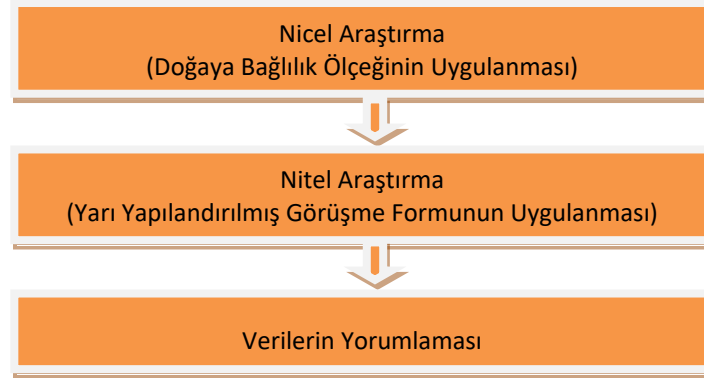 Nicel Araştırma
(Doğaya Bağlılık Ölçeğinin Uygulanması)
Nitel Araştırma
(Yarı Yapılandırılmış Görüşme Formunun Uygulanması)
Verilerin Yorumlaması